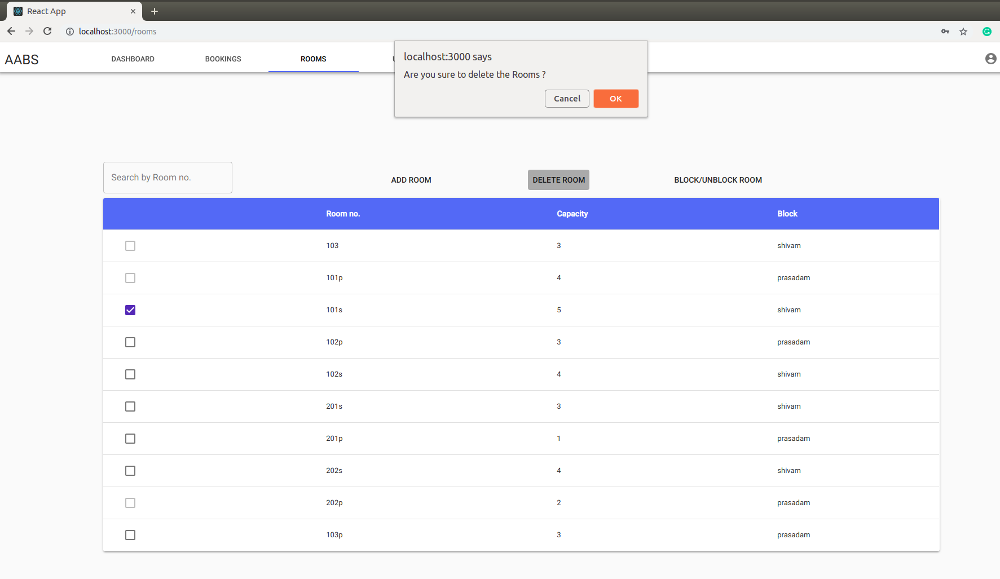 React App
localhost:3000/rooms
AABS DASHBOARD BOOKINGS ROOMS
localhost:3000 says
Are you sure to delete the Rooms ?
Cancel OK
Search by Room no. ADD ROOM DELETE ROOM BLOCK/UNBLOCK ROOM
Room no. Capacity Block
103 3 shivam
101p 4 prasadam
101s 5 shivam
102p 3 prasadam
102s 4 shivam
201s 3 shivam
201p 1 prasadam
202s 4 shivam
202p 2 prasadam
103p 3 prasadam